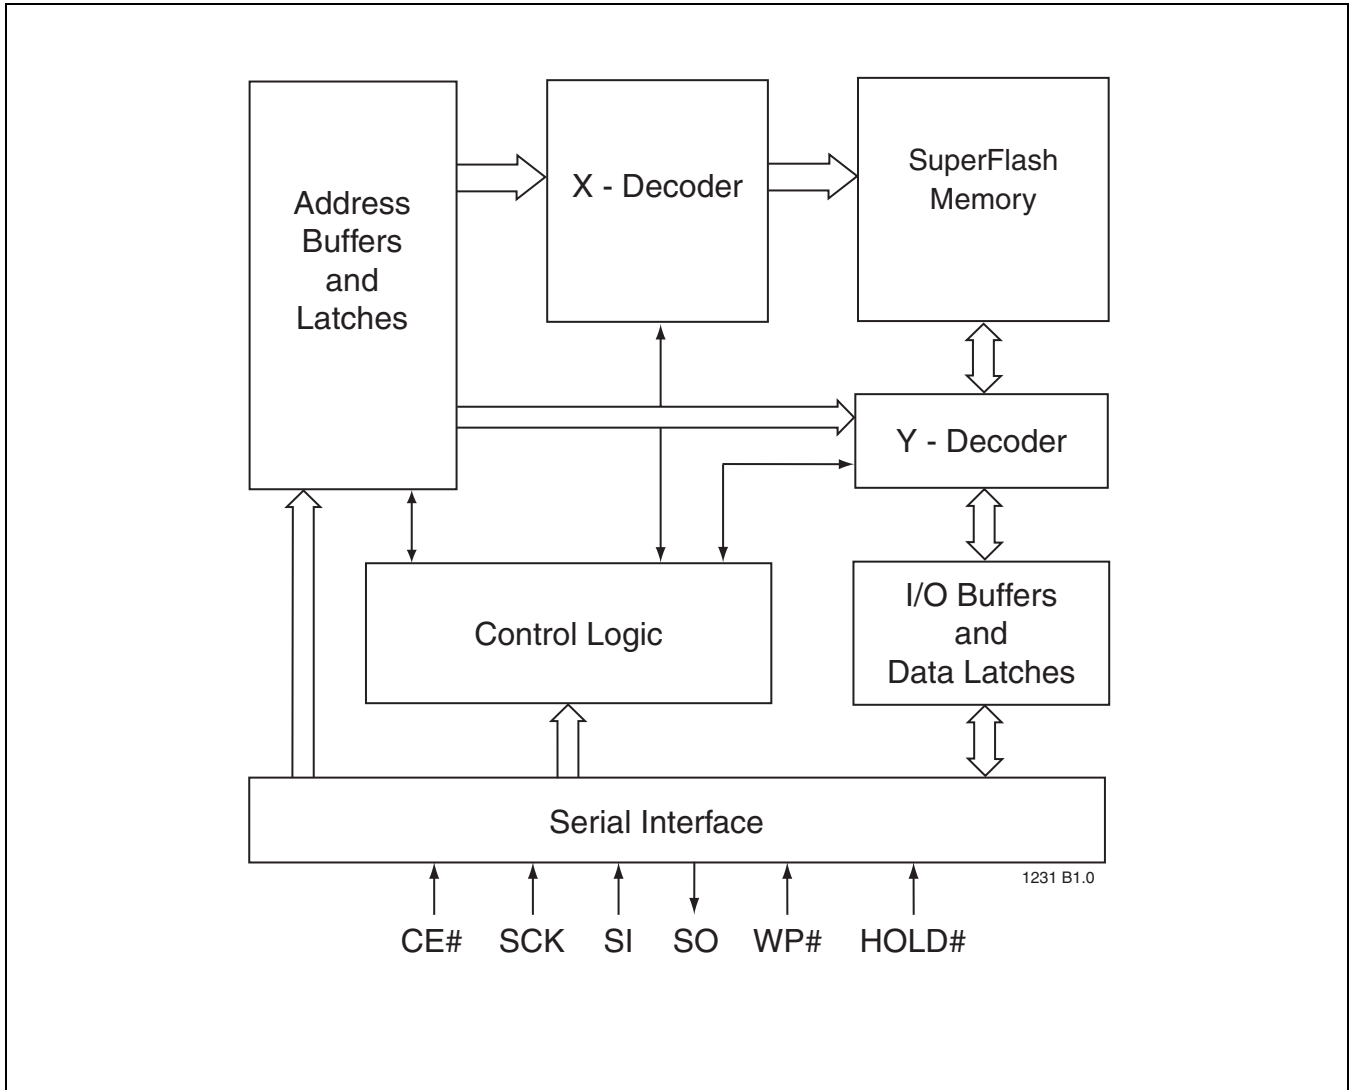 Address
Buffers
and
Latches
X - Decoder
SuperFlash
Memory
Y - Decoder
Control Logic
I/O Buffers
and
Data Latches
Serial Interface
1231 B1.0
CE# SCK SI SO WP# HOLD#